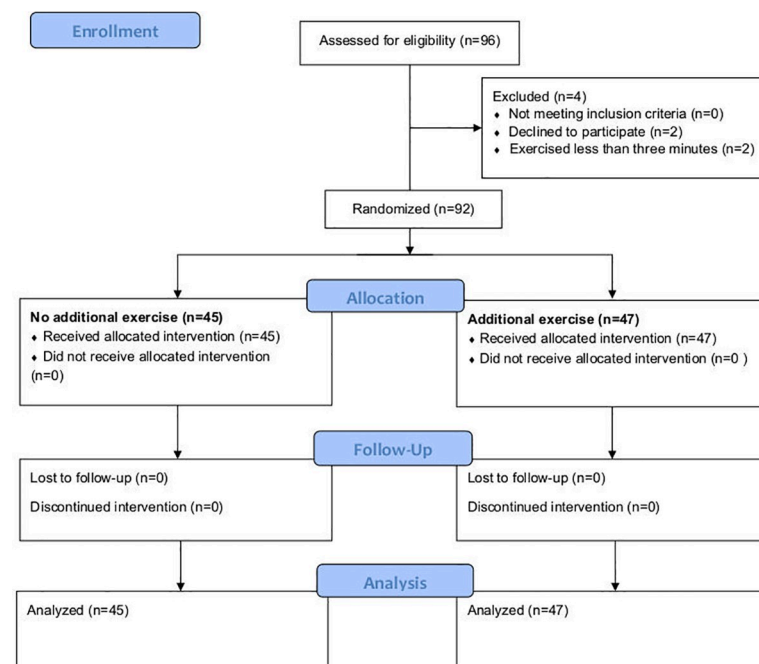 Enrollment
Assessed for eligibility (n=96)
Excluded (n=4)
♦ Not meeting inclusion criteria (n=0)
♦ Declined to participate (n=2)
♦ Exercised less than three minutes (n=2)
Randomized (n=92)
Allocation
No additional exercise (n=45)
♦ Received allocated intervention (n=45)
♦ Did not receive allocated intervention
(n=0)
Additional exercise (n=47)
♦ Received allocated intervention (n=47)
♦ Did not receive allocated intervention (n=0 )
Follow-Up
Lost to follow-up (n=0)
Discontinued intervention (n=0)
Lost to follow-up (n=0)
Discontinued intervention (n=0)
Analysis
Analyzed (n=45)
Analyzed (n=47)